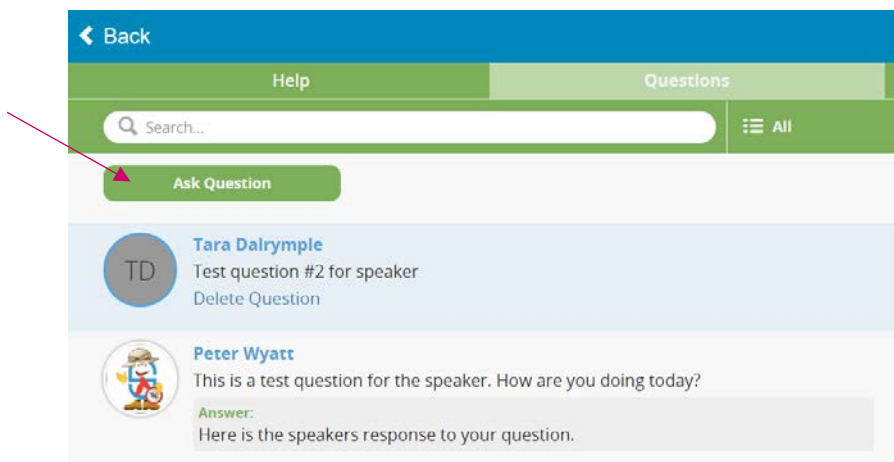 Back
Help
Questions
Search...
All
Ask Question
TD
Tara Dalrymple
Test question #2 for speaker
Delete Question
Peter Wyatt
This is a test question for the speaker. How are you doing today?
Answer:
Here is the speakers response to your question.